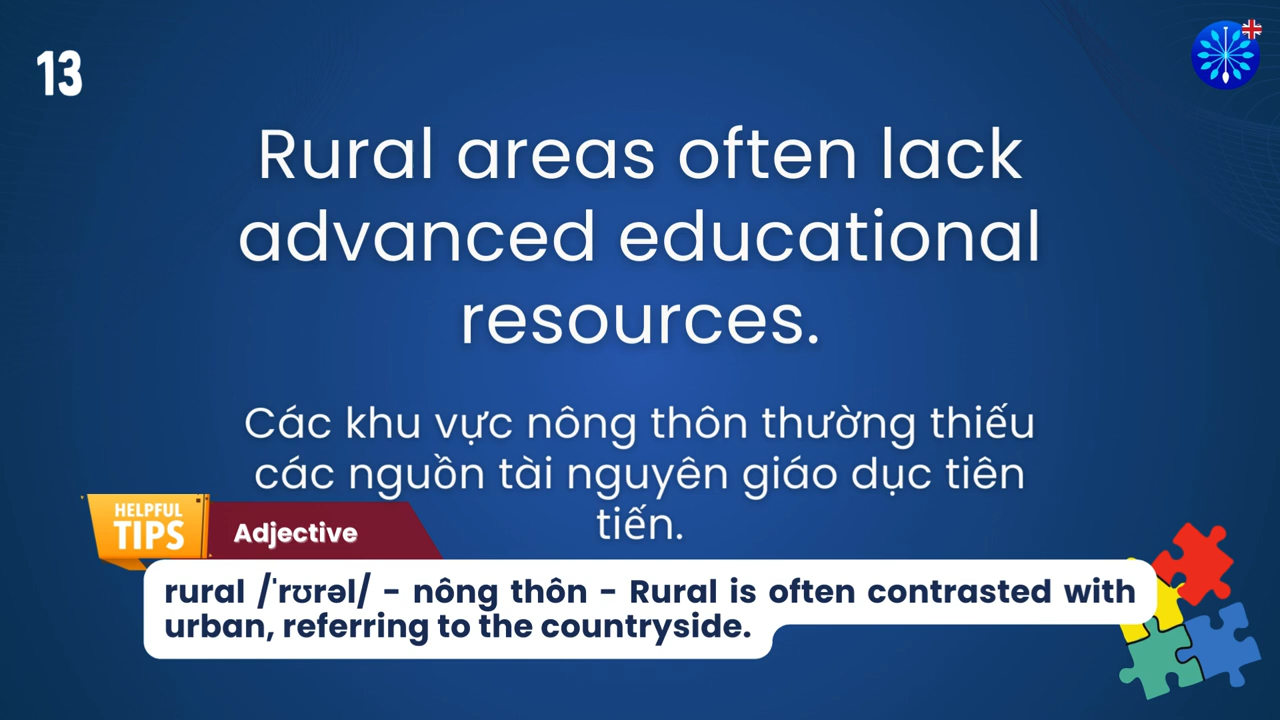 13
Rural areas often lack
advanced educational
resources.
Các khu vực nông thôn thường thiếu
các nguồn tài nguyên giáo dục tiên
tiến.
HELPFUL
TIPS
Adjective
rural /ˈrʊrəl/ - nông thôn - Rural is often contrasted with
urban, referring to the countryside.